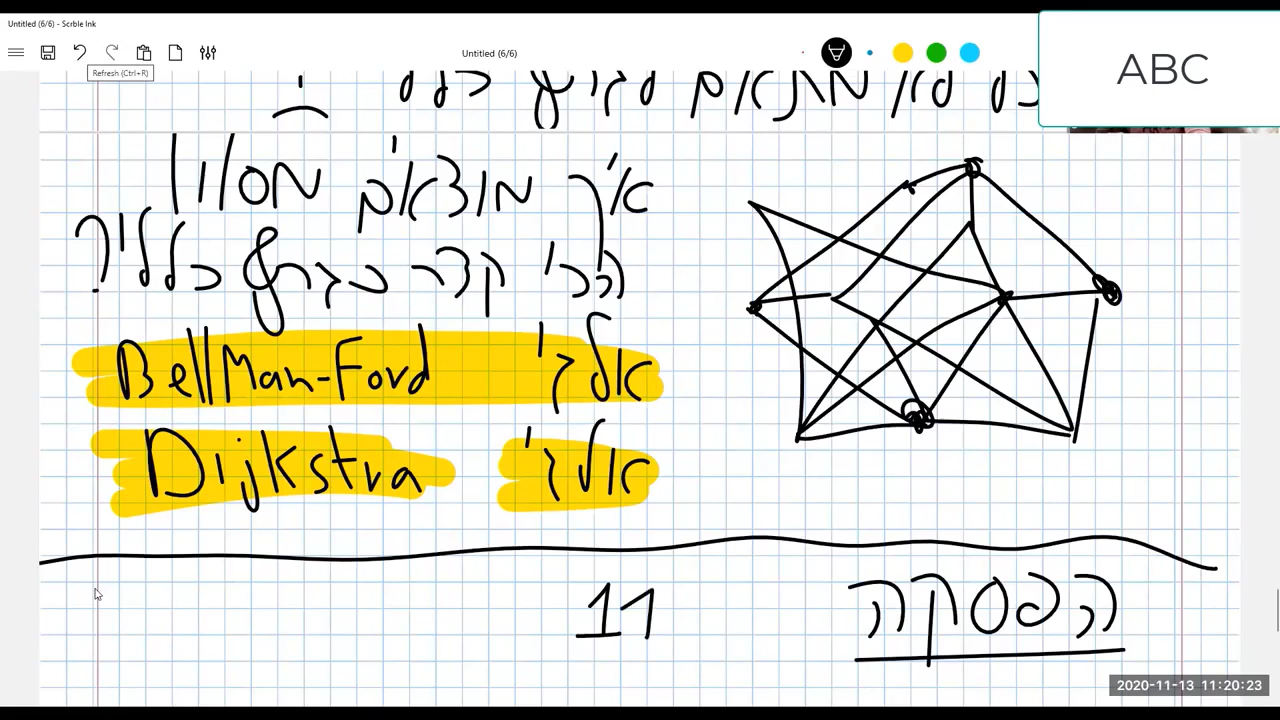 Untitled (6/6) - Scrble Ink
Untitled (6/6)
Refresh (Ctrl+R)
ABC
איך מוצאים מסלול
הכי קצר בגרף כללי?
אלג' BellMan-Ford
אלג' Dijkstra
הפסקה
2020-11-13 11:20:23